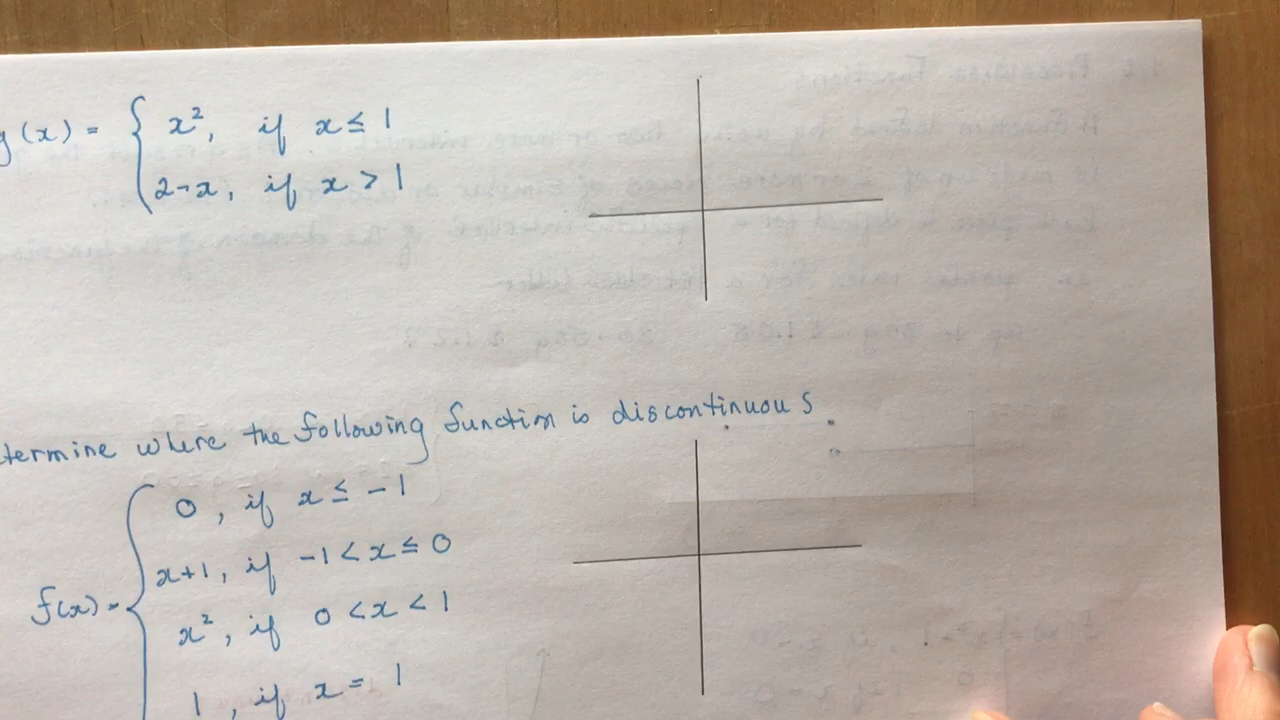 g(x) = { x², if x ≤ 1
2-x, if x > 1
termine where the following function is discontinuous.
f(x) = { 0, if x ≤ -1
x+1, if -1 < x ≤ 0
x², if 0 < x < 1
1, if x = 1